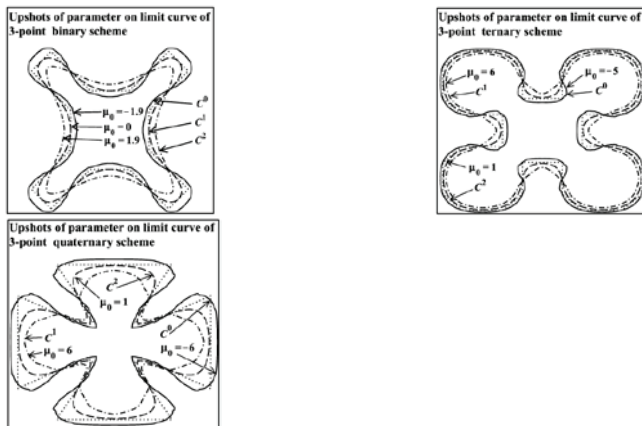 Upshots of parameter on limit curve of
3-point binary scheme
μ₀ = −1.9
μ₀ = 0
μ₀ = 1.9
C⁰
C¹
C²
Upshots of parameter on limit curve of
3-point ternary scheme
μ₀ = 6
C¹
μ₀ = −5
C⁰
μ₀ = 1
C²
Upshots of parameter on limit curve of
3-point quaternary scheme
C²
μ₀ = 1
C¹
μ₀ = 6
C⁰
μ₀ = −6